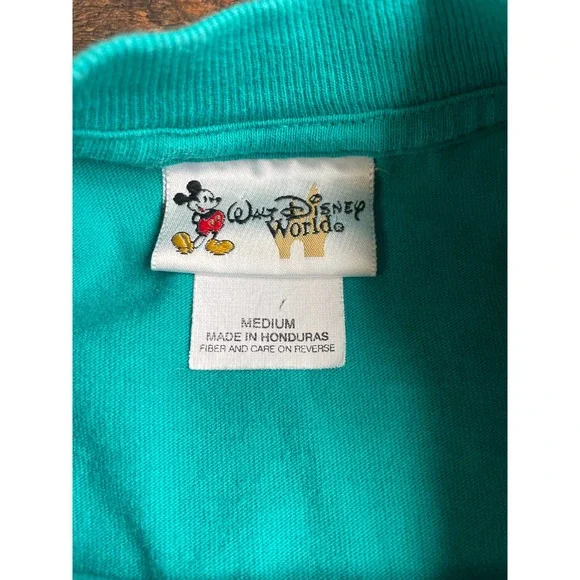 Walt Disney
World®
MEDIUM
MADE IN HONDURAS
FIBER AND CARE ON REVERSE